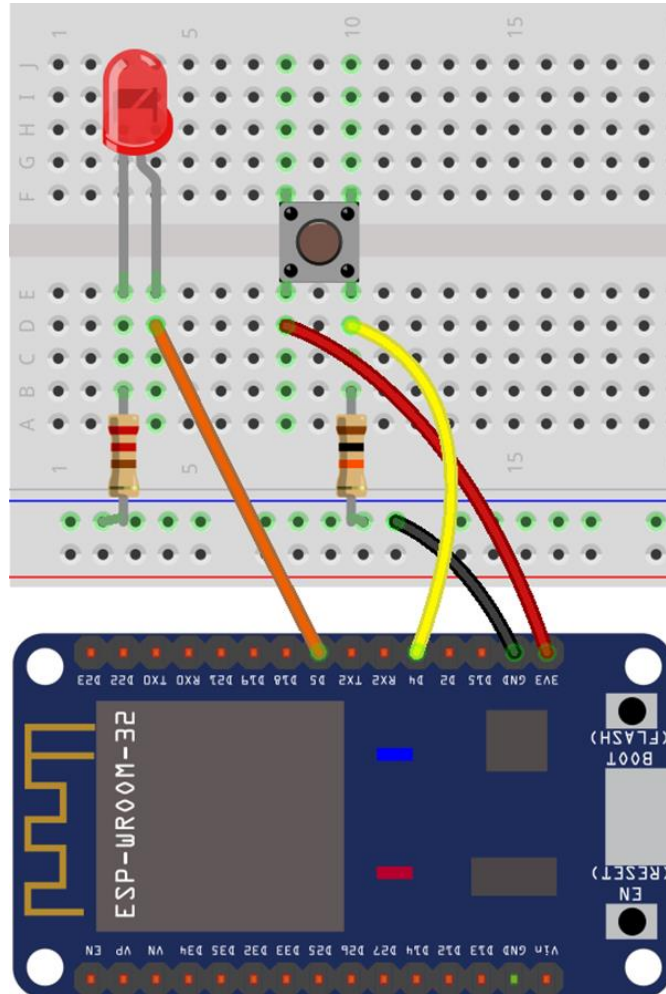 1 5 10 15
J
I
H
G
F
E
D
C
B
A
1 5 15
D23 D22 TX0 RX0 D21 D19 D18 D5 TX2 RX2 D4 D2 D15 GND 3V3
(FLASH)
BOOT
ESP-WROOM-32
(RESET)
EN
EN VP VN D34 D35 D32 D33 D25 D26 D27 D14 D12 D13 GND Vin